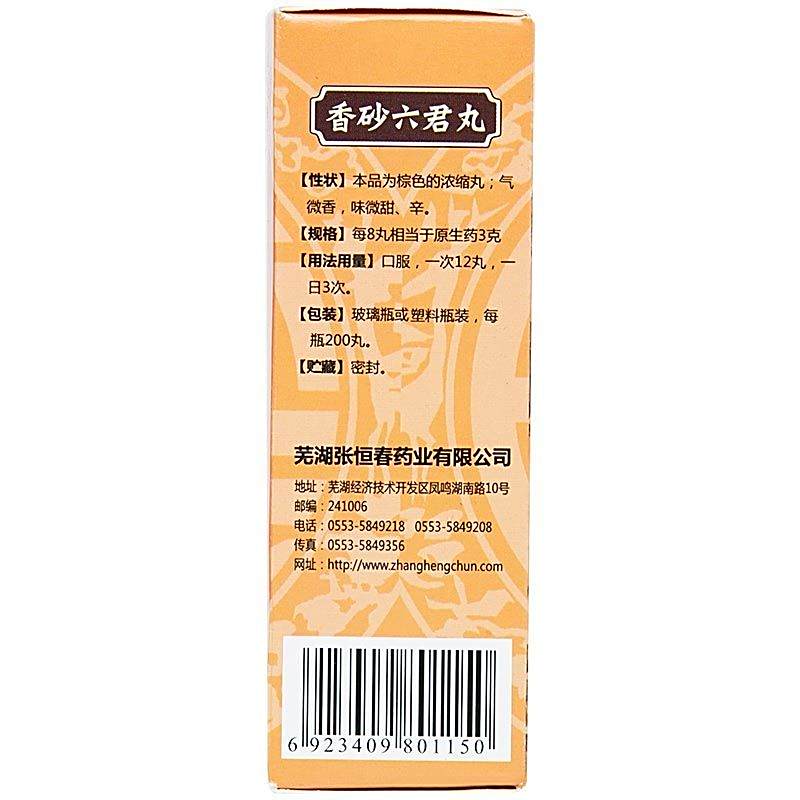 香砂六君丸
【性状】本品为棕色的浓缩丸；气
微香，味微甜、辛。
【规格】每8丸相当于原生药3克
【用法用量】口服，一次12丸，一
日3次。
【包装】玻璃瓶或塑料瓶装，每
瓶200丸。
【贮藏】密封。
芜湖张恒春药业有限公司
地址：芜湖经济技术开发区凤鸣湖南路10号
邮编：241006
电话：0553-5849218 0553-5849208
传真：0553-5849356
网址：http://www.zhanghengchun.com
6 923409 801150